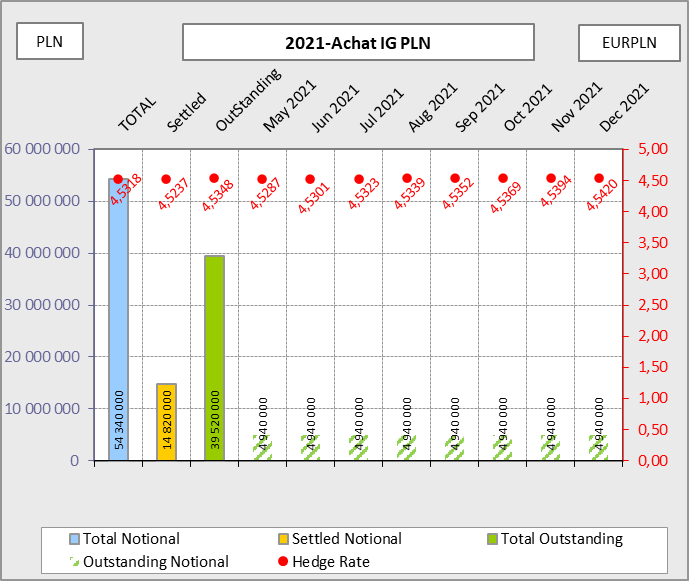 PLN
2021-Achat IG PLN
EURPLN
TOTAL
Settled
OutStanding
May 2021
Jun 2021
Jul 2021
Aug 2021
Sep 2021
Oct 2021
Nov 2021
Dec 2021
60 000 000
50 000 000
40 000 000
30 000 000
20 000 000
10 000 000
0
5,00
4,50
4,00
3,50
3,00
2,50
2,00
1,50
1,00
0,50
0,00
4,5318
4,5237
4,5348
4,5287
4,5301
4,5323
4,5339
4,5352
4,5369
4,5394
4,5420
54 340 000
14 820 000
39 520 000
4 940 000
4 940 000
4 940 000
4 940 000
4 940 000
4 940 000
4 940 000
4 940 000
Total Notional
Settled Notional
Total Outstanding
Outstanding Notional
Hedge Rate